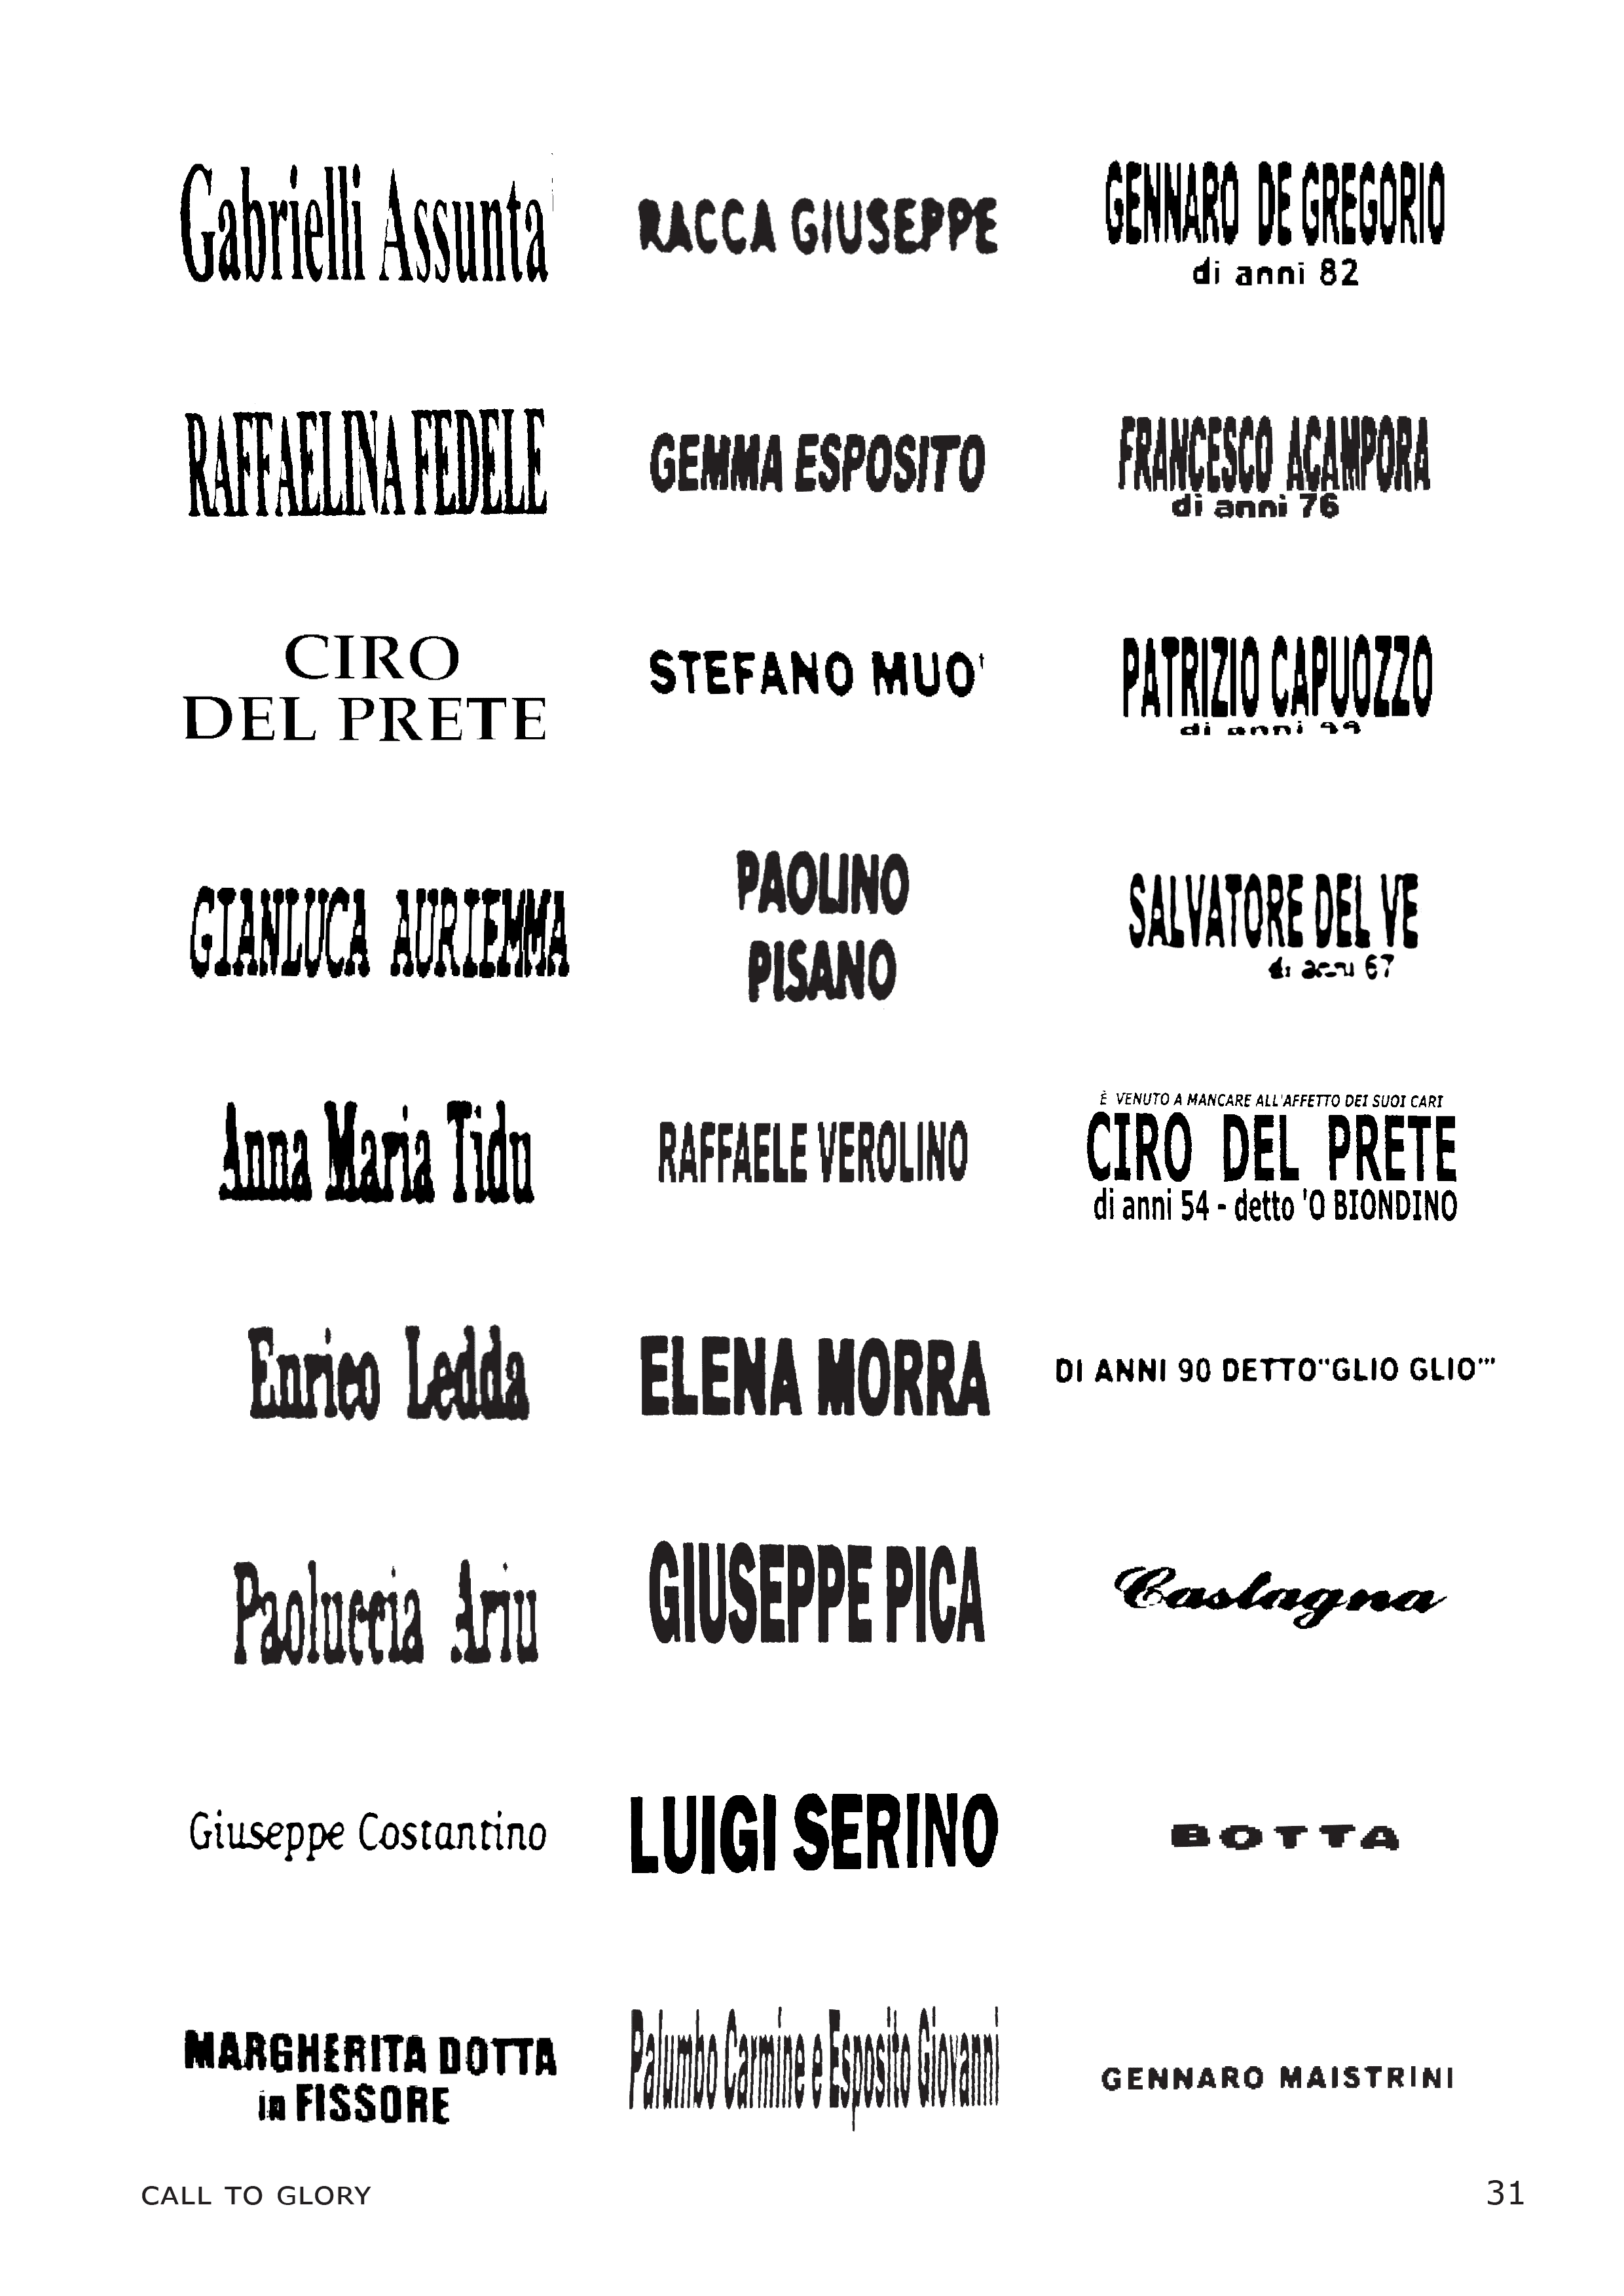 Gabrielli Assunta
RACCA GIUSEPPE
GENNARO DE GREGORIO
di anni 82
RAFFAELINA FEDELE
GEMMA ESPOSITO
FRANCESCO ACAMPORA
di anni 76
CIRO
DEL PRETE
STEFANO MUO'
PATRIZIO CAPUOZZO
di anni
GIANLUCA AURIEMMA
PAOLINO
PISANO
SALVATORE DEL VE
di anni 67
Anna Maria Tidu
RAFFAELE VEROLINO
È VENUTO A MANCARE ALL'AFFETTO DEI SUOI CARI
CIRO DEL PRETE
di anni 54 - detto 'O BIONDINO
Enrico Ledda
ELENA MORRA
DI ANNI 90 DETTO"GLIO GLIO'"
Paoluccia Ariu
GIUSEPPE PICA
Castagna
Giuseppe Costantino
LUIGI SERINO
BOTTA
MARGHERITA DOTTA
in FISSORE
Palumbo Carmine e Esposito Giovanni
GENNARO MAISTRINI
CALL TO GLORY
31